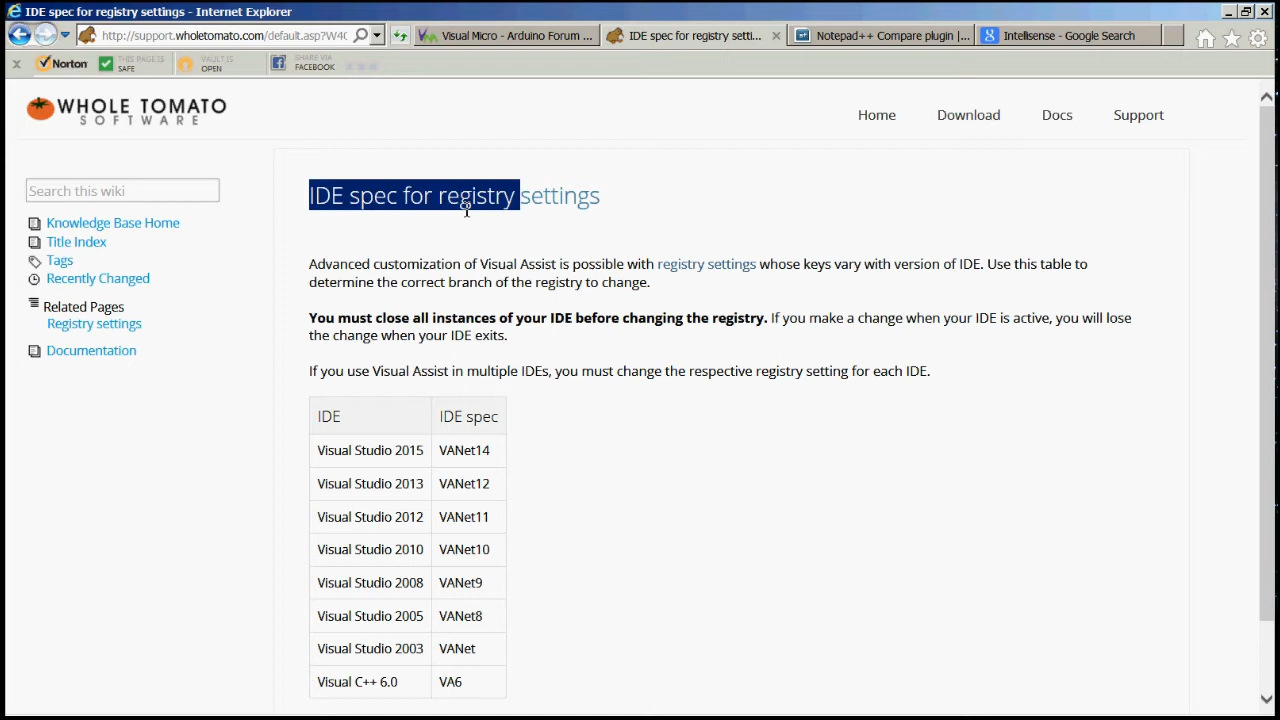 IDE spec for registry settings - Internet Explorer
http://support.wholetomato.com/default.asp?W40
Visual Micro - Arduino Forum ...
IDE spec for registry setti...
Notepad++ Compare plugin |...
Intellisense - Google Search
Norton
THIS PAGE IS
SAFE
VAULT IS
OPEN
SHARE VIA
FACEBOOK
WHOLE TOMATO
SOFTWARE
Home
Download
Docs
Support
Search this wiki
Knowledge Base Home
Title Index
Tags
Recently Changed
Related Pages
Registry settings
Documentation
IDE spec for registry settings
Advanced customization of Visual Assist is possible with registry settings whose keys vary with version of IDE. Use this table to
determine the correct branch of the registry to change.
You must close all instances of your IDE before changing the registry. If you make a change when your IDE is active, you will lose
the change when your IDE exits.
If you use Visual Assist in multiple IDEs, you must change the respective registry setting for each IDE.
IDE IDE spec
Visual Studio 2015 VANet14
Visual Studio 2013 VANet12
Visual Studio 2012 VANet11
Visual Studio 2010 VANet10
Visual Studio 2008 VANet9
Visual Studio 2005 VANet8
Visual Studio 2003 VANet
Visual C++ 6.0 VA6